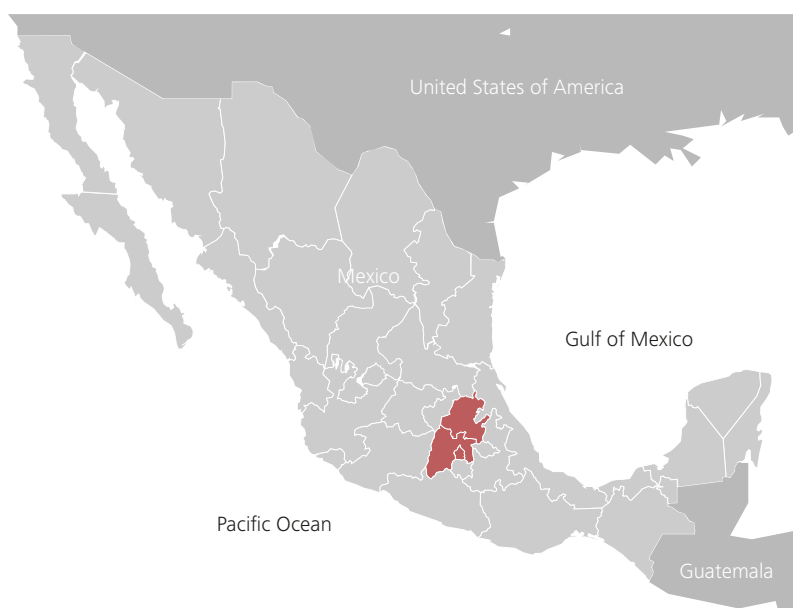 United States of America
Mexico
Gulf of Mexico
Pacific Ocean
Guatemala